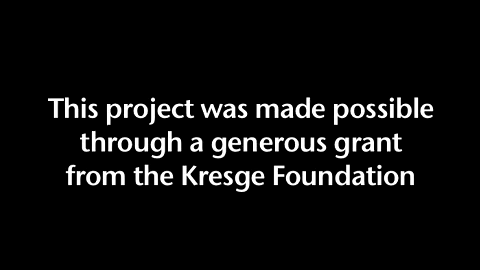 This project was made possible
through a generous grant
from the Kresge Foundation